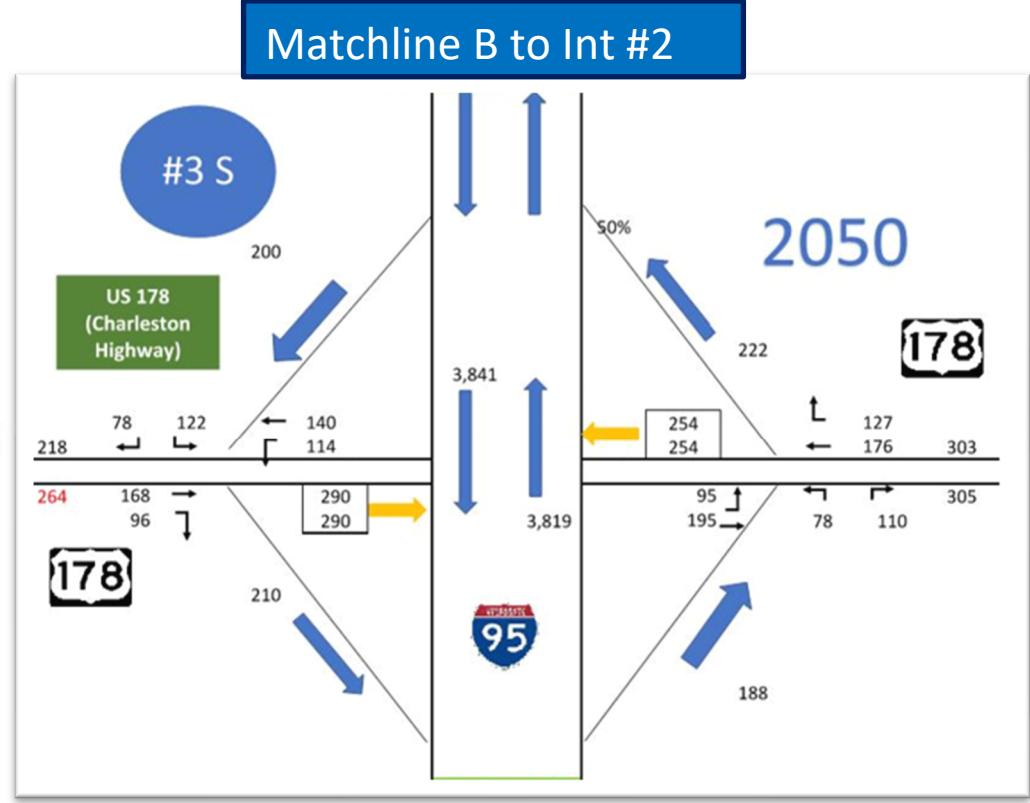 Matchline B to Int #2
#3 S
2050
50%
200
US 178
(Charleston
Highway)
222
178
3,841
78 122 140 254 127
218 114 254 176 303
264 168 290 95 305
96 290 3,819 195 78 110
178
210
95
188